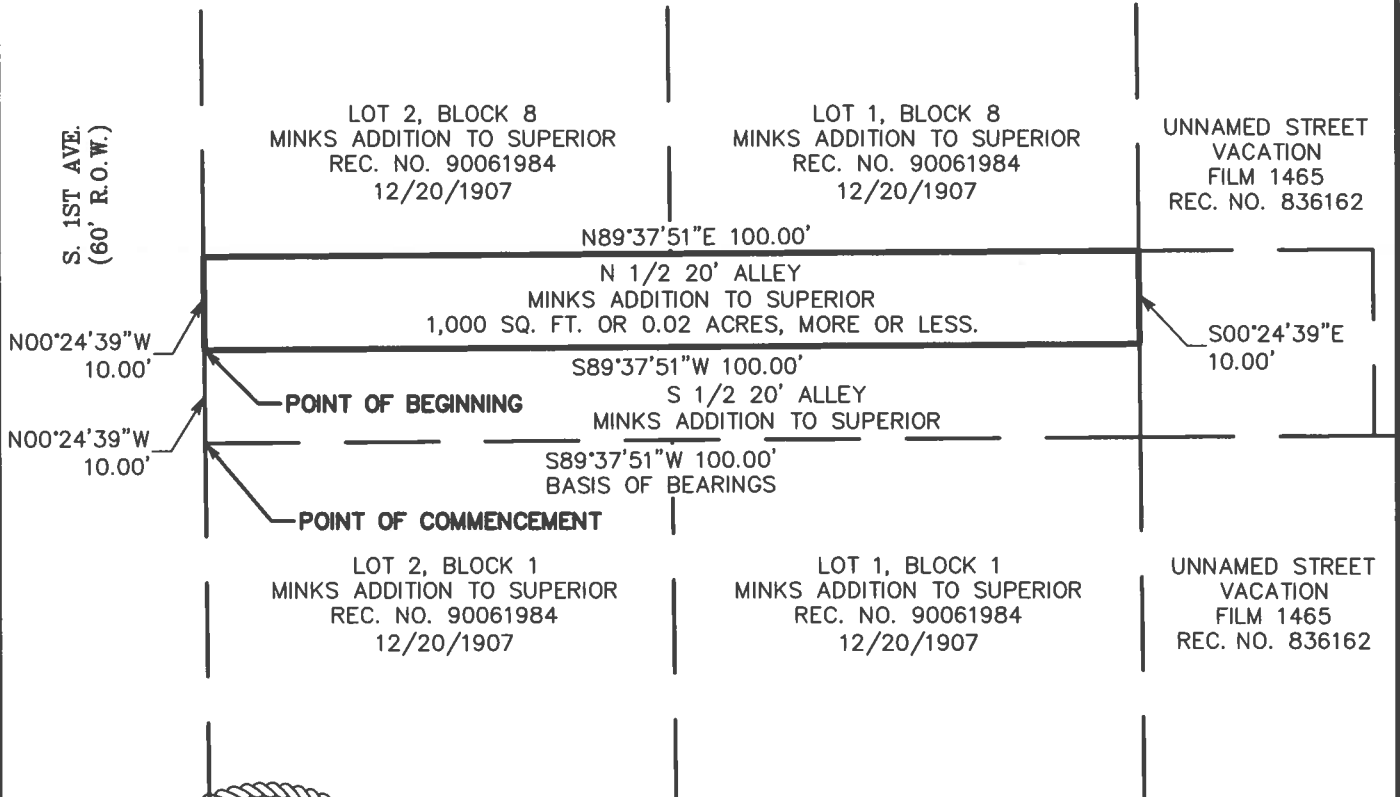 S. 1ST AVE.
(60' R.O.W.)
LOT 2, BLOCK 8
MINKS ADDITION TO SUPERIOR
REC. NO. 90061984
12/20/1907
LOT 1, BLOCK 8
MINKS ADDITION TO SUPERIOR
REC. NO. 90061984
12/20/1907
UNNAMED STREET
VACATION
FILM 1465
REC. NO. 836162
N89°37'51"E 100.00'
N 1/2 20' ALLEY
MINKS ADDITION TO SUPERIOR
1,000 SQ. FT. OR 0.02 ACRES, MORE OR LESS.
N00°24'39"W
10.00'
S00°24'39"E
10.00'
S89°37'51"W 100.00'
POINT OF BEGINNING
S 1/2 20' ALLEY
MINKS ADDITION TO SUPERIOR
N00°24'39"W
10.00'
S89°37'51"W 100.00'
BASIS OF BEARINGS
POINT OF COMMENCEMENT
LOT 2, BLOCK 1
MINKS ADDITION TO SUPERIOR
REC. NO. 90061984
12/20/1907
LOT 1, BLOCK 1
MINKS ADDITION TO SUPERIOR
REC. NO. 90061984
12/20/1907
UNNAMED STREET
VACATION
FILM 1465
REC. NO. 836162